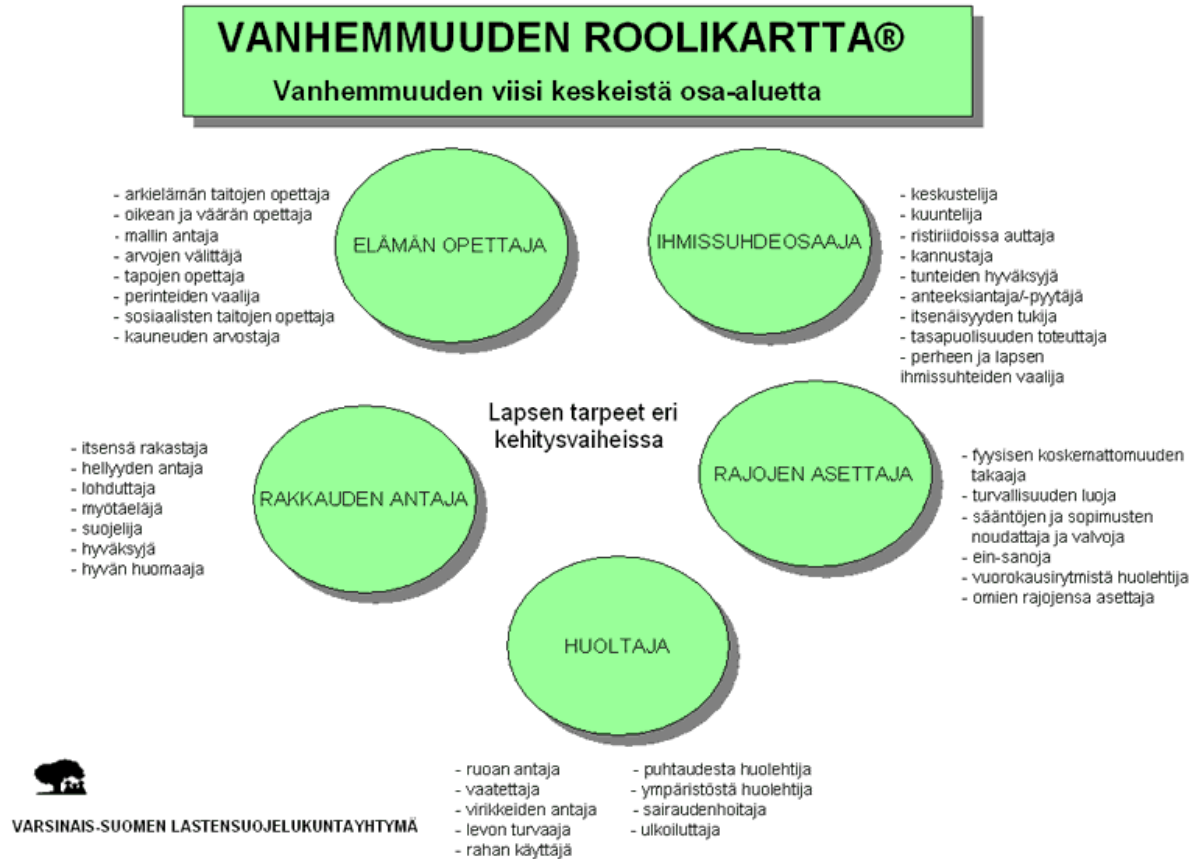 VANHEMMUUDEN ROOLIKARTTA®
Vanhemmuuden viisi keskeistä osa-aluetta
- arkielämän taitojen opettaja
- oikean ja väärän opettaja
- mallin antaja
- arvojen välittäjä
- tapojen opettaja
- perinteiden vaalija
- sosiaalisten taitojen opettaja
- kauneuden arvostaja
ELÄMÄN OPETTAJA
IHMISSUHDEOSAAJA
- keskustelija
- kuuntelija
- ristiriidoissa auttaja
- kannustaja
- tunteiden hyväksyjä
- anteeksiantaja/-pyytäjä
- itsenäisyyden tukija
- tasapuolisuuden toteuttaja
- perheen ja lapsen
ihmissuhteiden vaalija
Lapsen tarpeet eri
kehitysvaiheissa
- itsensä rakastaja
- hellyyden antaja
- lohduttaja
- myötäeläjä
- suojelija
- hyväksyjä
- hyvän huomaaja
RAKKAUDEN ANTAJA
RAJOJEN ASETTAJA
- fyysisen koskemattomuuden
takaaja
- turvallisuuden luoja
- sääntöjen ja sopimusten
noudattaja ja valvoja
- ein-sanoja
- vuorokausirytmistä huolehtija
- omien rajojensa asettaja
HUOLTAJA
- ruoan antaja
- vaatettaja
- virikkeiden antaja
- levon turvaaja
- rahan käyttäjä
- puhtaudesta huolehtija
- ympäristöstä huolehtija
- sairaudenhoitaja
- ulkoiluttaja
VARSINAIS-SUOMEN LASTENSUOJELUKUNTAYHTYMÄ